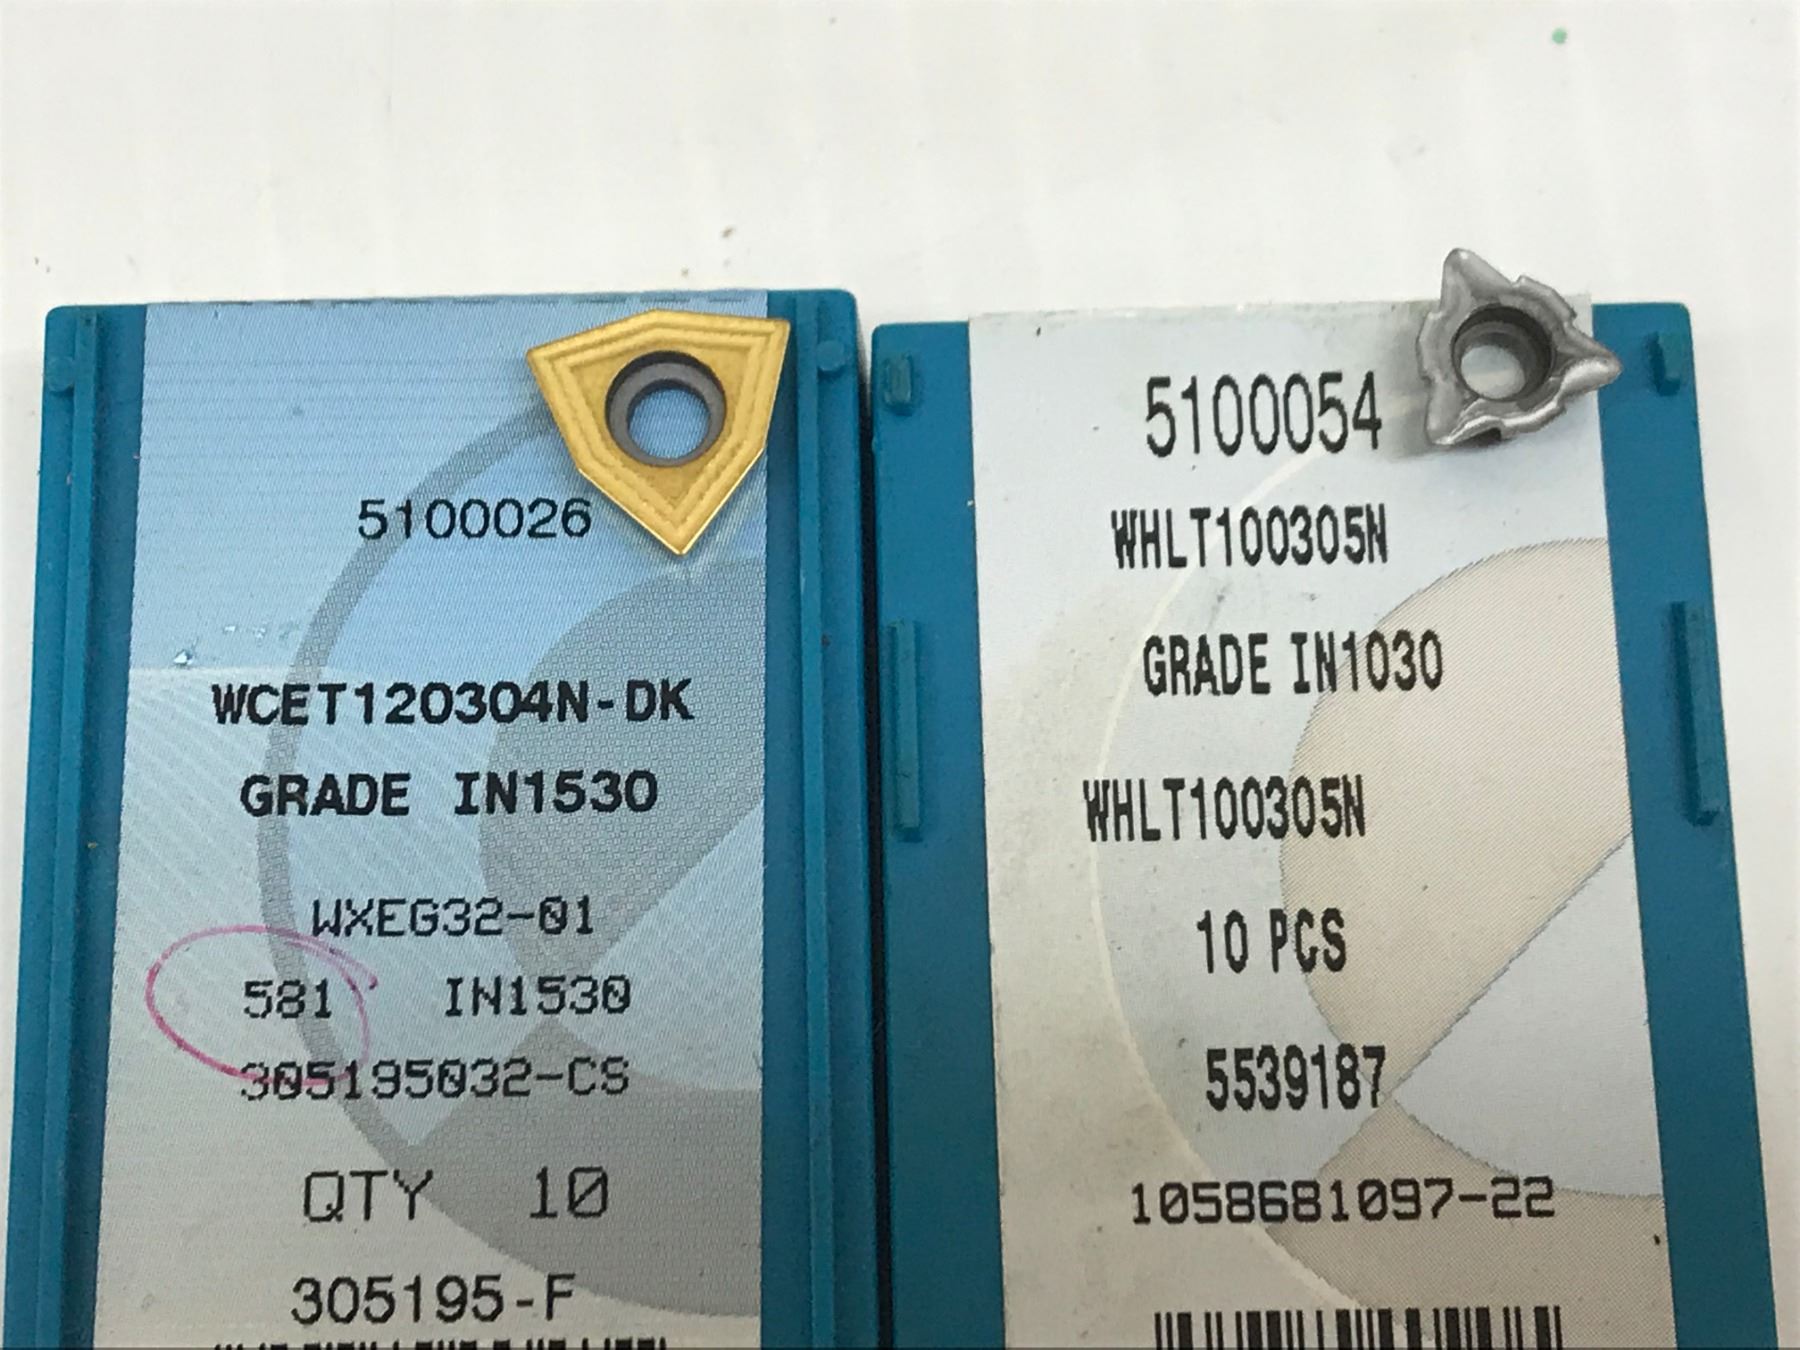 5100026
WCET120304N-DK
GRADE IN1530
WXEG32-01
581 IN1530
305195032-CS
QTY 10
305195-F
5100054
WHLT100305N
GRADE IN1030
WHLT100305N
10 PCS
5539187
1058681097-22